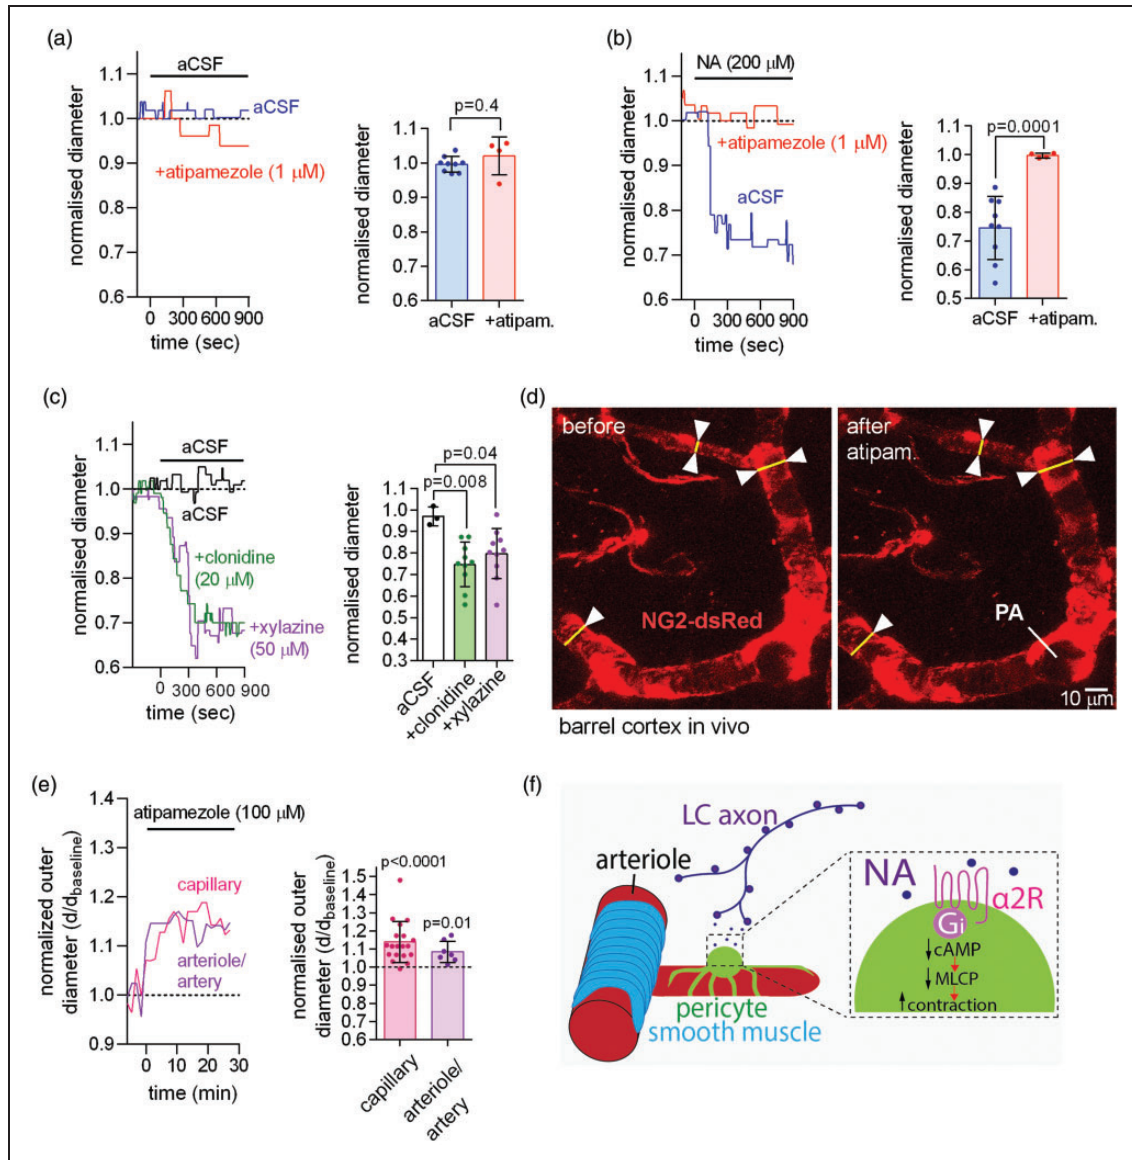 (a)
aCSF
1.1
1.0
0.9
0.8
0.7
0.6
normalised diameter
aCSF
+atipamezole (1 μM)
0 300 600 900
time (sec)
p=0.4
1.1
1.0
0.9
0.8
0.7
0.6
normalised diameter
aCSF +atipam.
(b)
NA (200 μM)
1.1
1.0
0.9
0.8
0.7
0.6
normalised diameter
+atipamezole (1 μM)
aCSF
0 300 600 900
time (sec)
p=0.0001
1.1
1.0
0.9
0.8
0.7
0.6
0.5
normalised diameter
aCSF +atipam.
(c)
aCSF
1.1
1.0
0.9
0.8
0.7
0.6
normalised diameter
aCSF
+clonidine
(20 μM)
+xylazine
(50 μM)
0 300 600 900
time (sec)
p=0.04
p=0.008
1.1
1.0
0.9
0.8
0.7
0.6
0.5
0.4
0.3
normalised diameter
aCSF
+clonidine
+xylazine
(d)
before
NG2-dsRed
after
atipam.
PA
10 μm
barrel cortex in vivo
(e)
atipamezole (100 μM)
1.4
1.3
1.2
1.1
1.0
0.9
normalized outer
diameter (d/dbaseline)
capillary
arteriole/
artery
0 10 20 30
time (min)
p<0.0001
p=0.01
1.5
1.4
1.3
1.2
1.1
1.0
0.9
0.8
0.7
0.6
normalised outer
diameter (d/dbaseline)
capillary
arteriole/
artery
(f)
LC axon
arteriole
pericyte
smooth muscle
NA
α2R
Gi
↓cAMP
↓MLCP
↑contraction